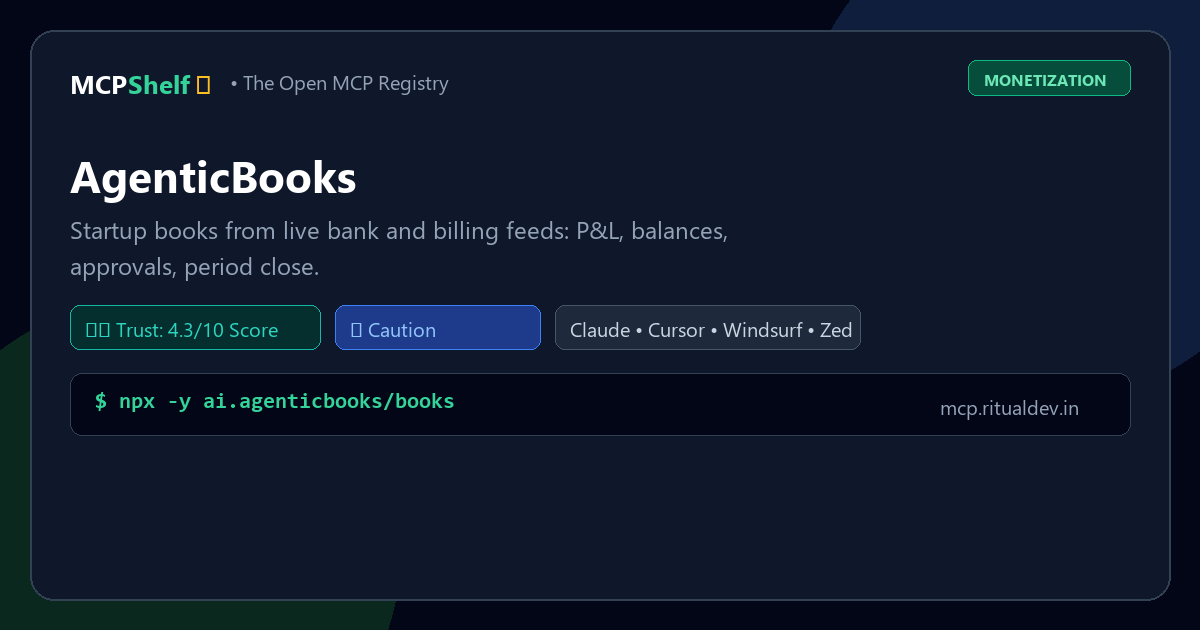 MCPShelf • The Open MCP Registry
MONETIZATION
AgenticBooks
Startup books from live bank and billing feeds: P&L, balances,
approvals, period close.
Trust: 4.3/10 Score
Caution
Claude • Cursor • Windsurf • Zed
$ npx -y ai.agenticbooks/books
mcp.ritualdev.in